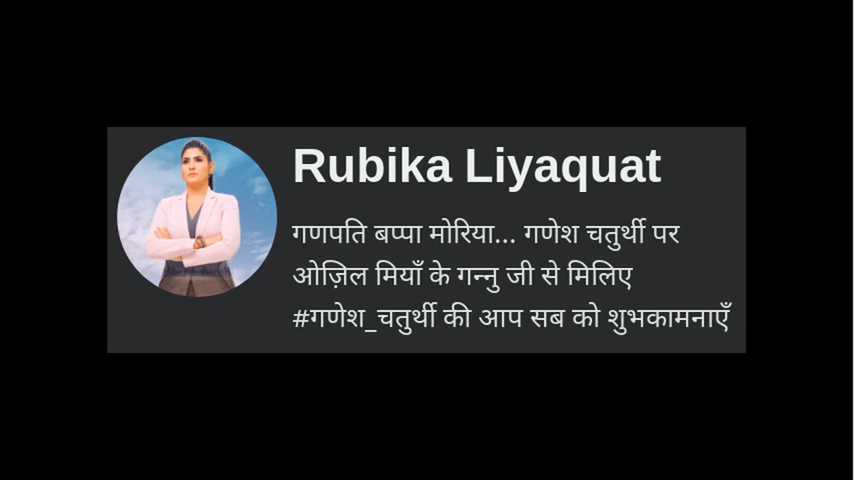 Rubika Liyaquat
गणपति बप्पा मोरिया... गणेश चतुर्थी पर
ओज़िल मियाँ के गन्नु जी से मिलिए
#गणेश_चतुर्थी की आप सब को शुभकामनाएँ